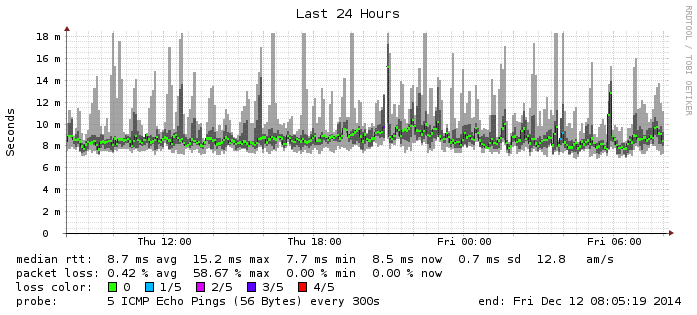 Last 24 Hours
RRDTOOL / TOBI OETIKER
Seconds
18 m
16 m
14 m
12 m
10 m
8 m
6 m
4 m
2 m
0
Thu 12:00 Thu 18:00 Fri 00:00 Fri 06:00
median rtt: 8.7 ms avg 15.2 ms max 7.7 ms min 8.5 ms now 0.7 ms sd 12.8 am/s
packet loss: 0.42 % avg 58.67 % max 0.00 % min 0.00 % now
loss color: 0 1/5 2/5 3/5 4/5
probe: 5 ICMP Echo Pings (56 Bytes) every 300s end: Fri Dec 12 08:05:19 2014